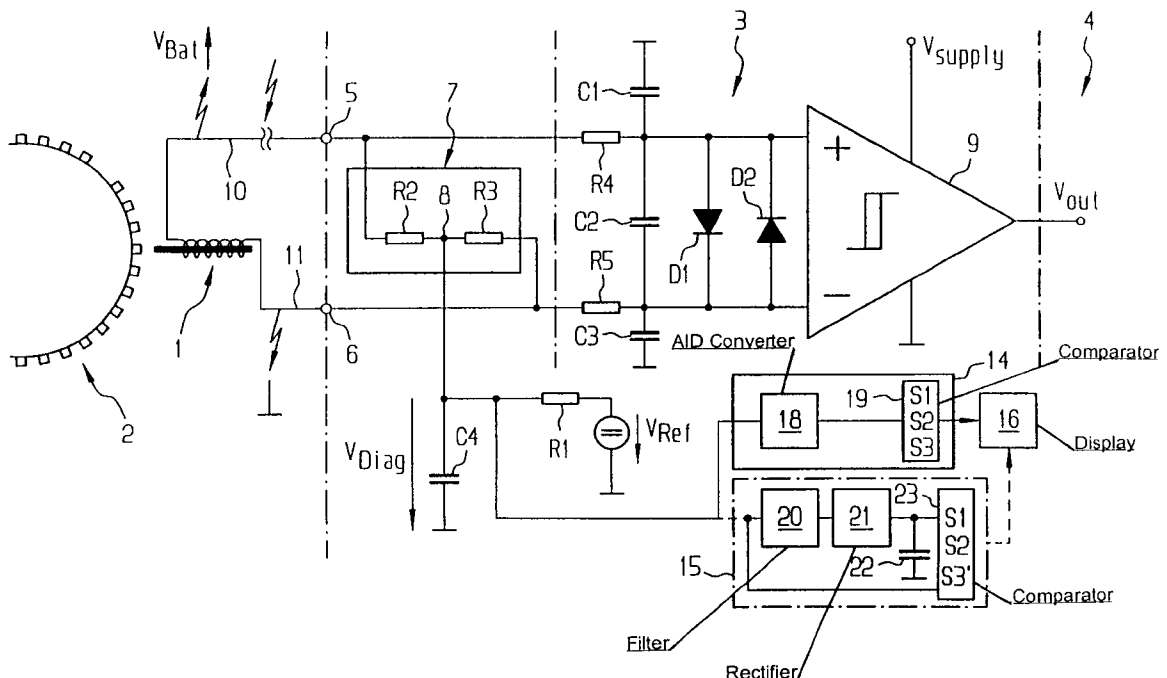 3
4
V_Bat
V_supply
C1
5
7
9
10
R4
R2
8
R3
D2
V_out
C2
11
R5
D1
1
6
C3
AID Converter
Comparator
14
2
19
S1
V_Ref
18
S2
16
R1
Display
C4
S3
V_Diag
23
20
21
S1
S2
15
22
S3'
Comparator
Filter
Rectifier